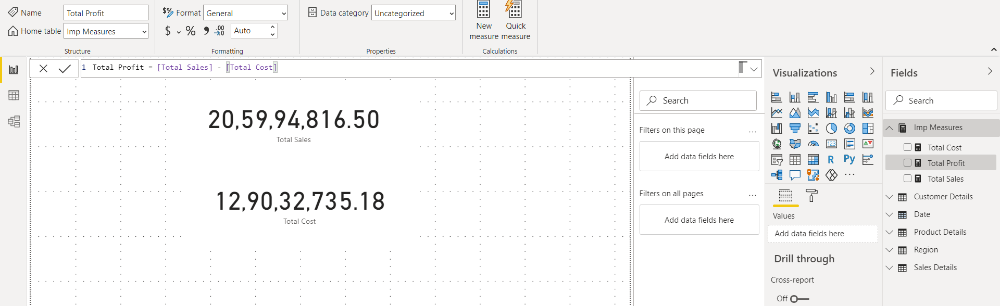 Name
Total Profit
Home table
Imp Measures
Structure
$% Format
General
$ % 9 .00 Auto
Formatting
Data category
Uncategorized
Properties
New measure
Quick measure
Calculations
1 Total Profit = [Total Sales] - [Total Cost]
20,59,94,816.50
Total Sales
12,90,32,735.18
Total Cost
Search
Filters on this page
...
Add data fields here
Filters on all pages
...
Add data fields here
Visualizations
123
R
Py
...
Values
Add data fields here
Drill through
Cross-report
Off
Fields
Search
Imp Measures
Total Cost
Total Profit
Total Sales
Customer Details
Date
Product Details
Region
Sales Details